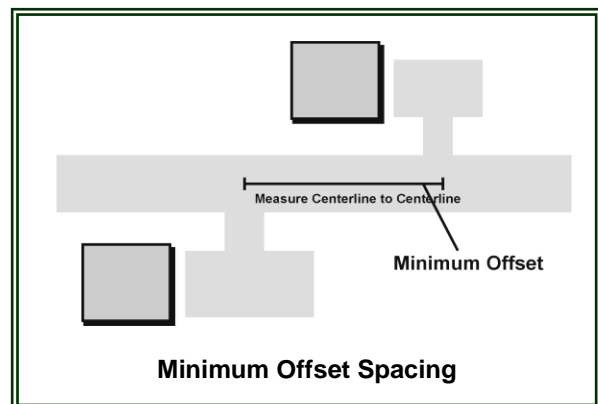 Measure Centerline to Centerline
Minimum Offset
Minimum Offset Spacing